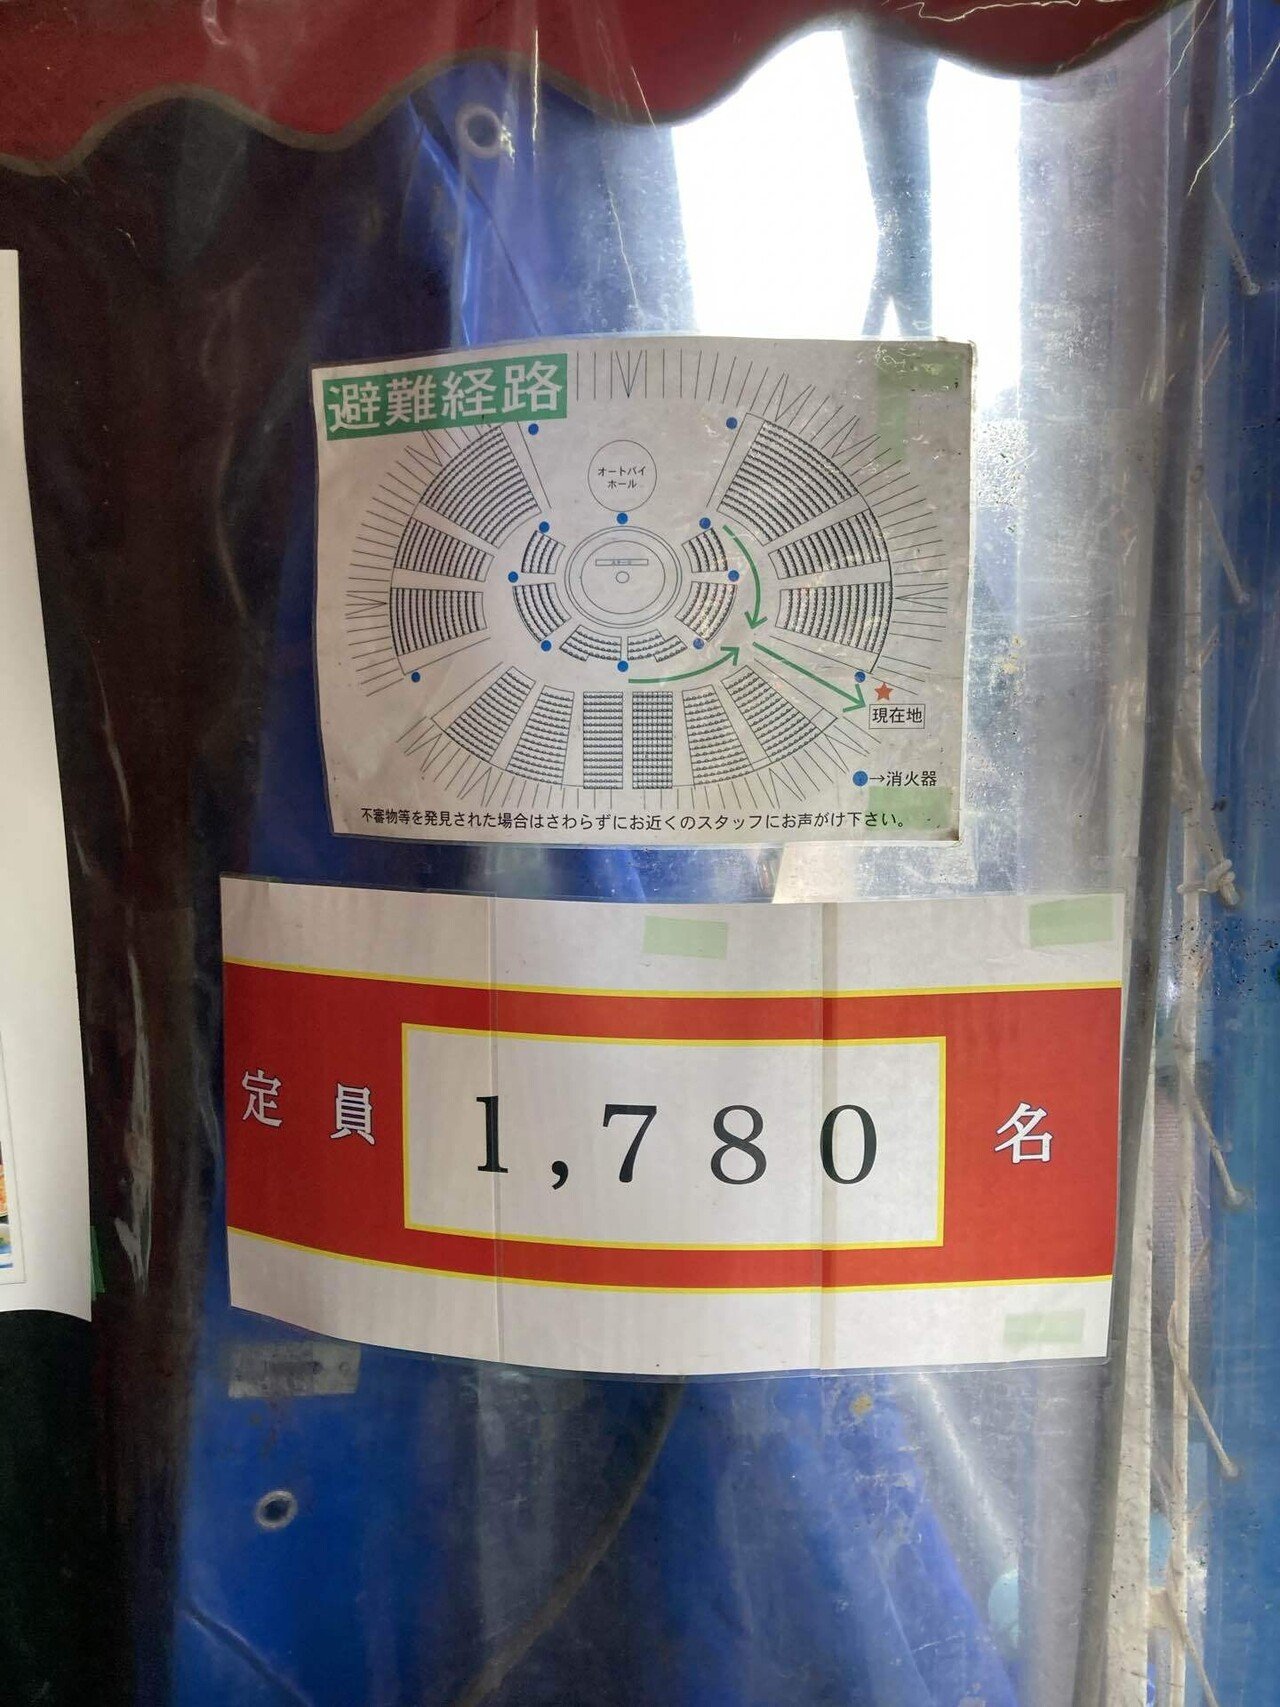 避難経路
オートバイ
ホール
現在地
→消火器
不審物等を発見された場合はさわらずにお近くのスタッフにお声がけ下さい。
定員 1,780 名